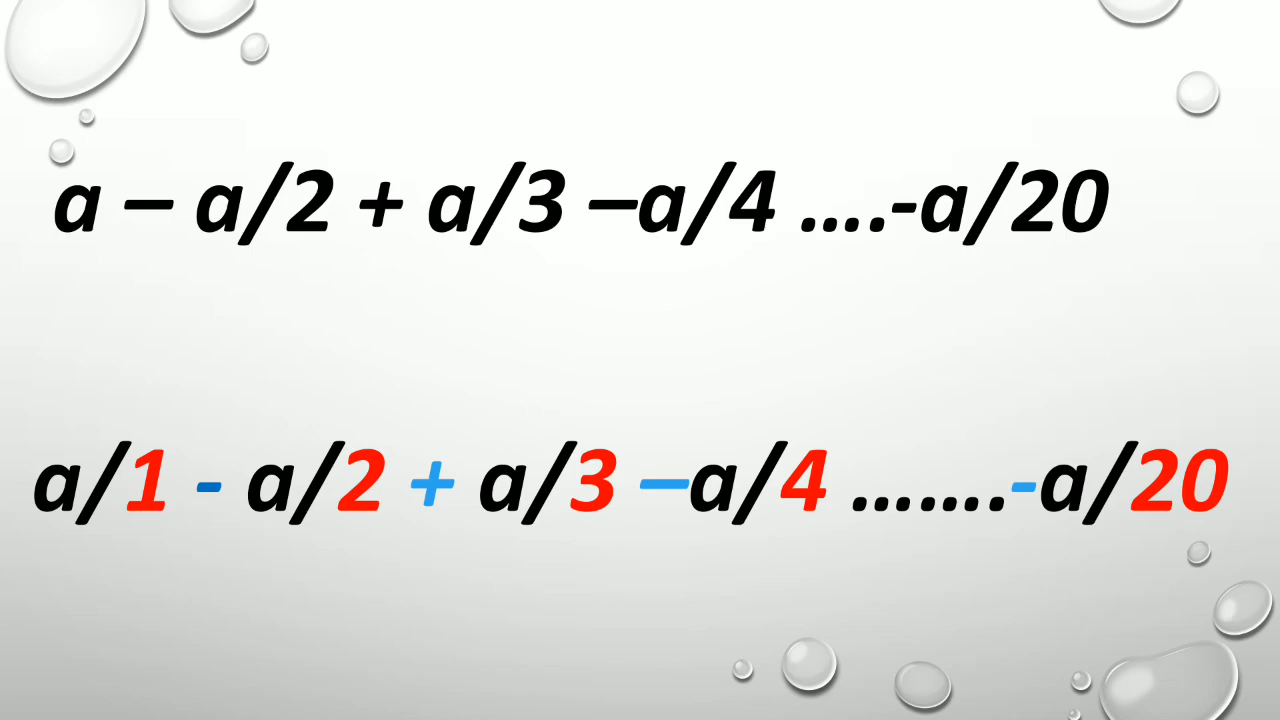 a – a/2 + a/3 –a/4 ….-a/20
a/1 - a/2 + a/3 –a/4 …….-a/20